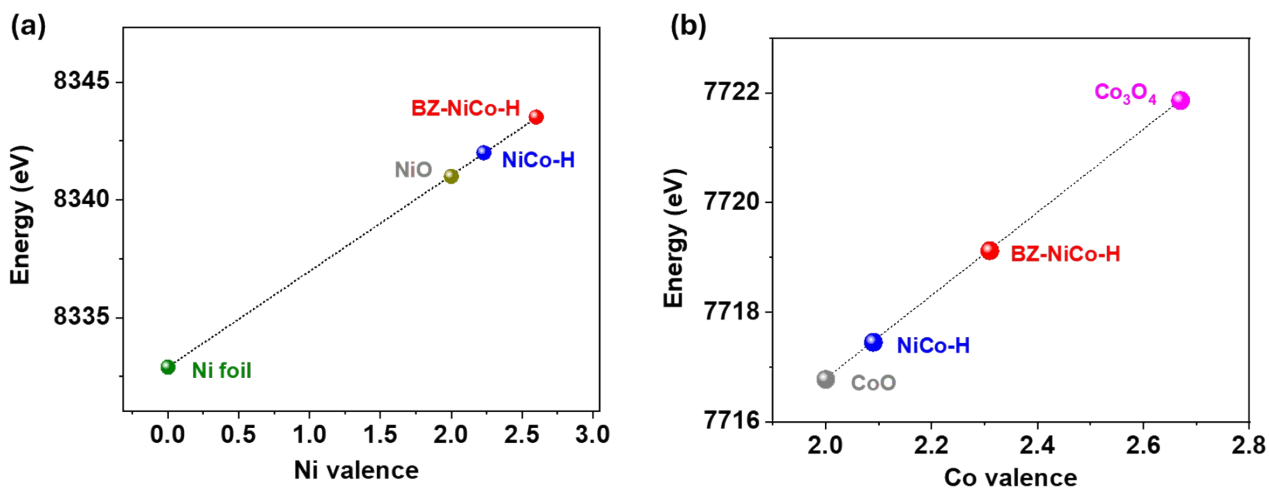 (a)
Energy (eV)
8345
8340
8335
BZ-NiCo-H
NiO
NiCo-H
Ni foil
0.0 0.5 1.0 1.5 2.0 2.5 3.0
Ni valence
(b)
Energy (eV)
7722
7720
7718
7716
Co₃O₄
BZ-NiCo-H
NiCo-H
CoO
2.0 2.2 2.4 2.6 2.8
Co valence